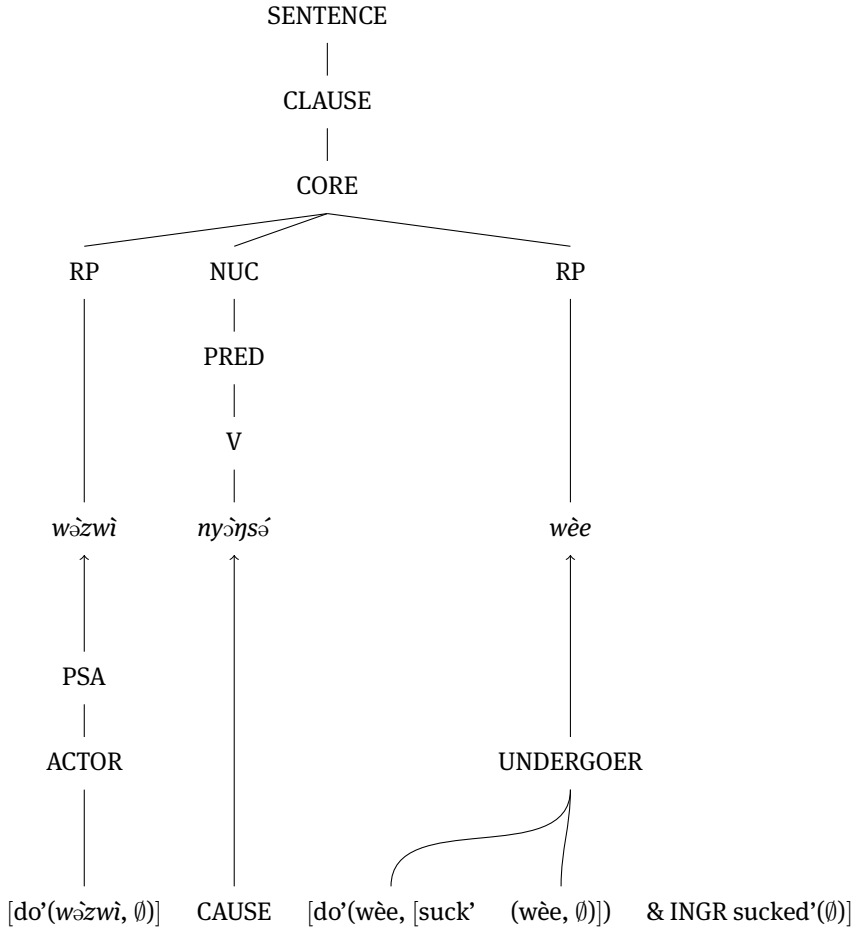 SENTENCE
CLAUSE
CORE
RP NUC RP
PRED
V
wə̀zwì nyɔ̀ŋsə́ wèe
PSA
ACTOR UNDERGOER
[do’(wə̀zwì, ∅)] CAUSE [do’(wèe, [suck’ (wèe, ∅)]) & INGR sucked’(∅)]